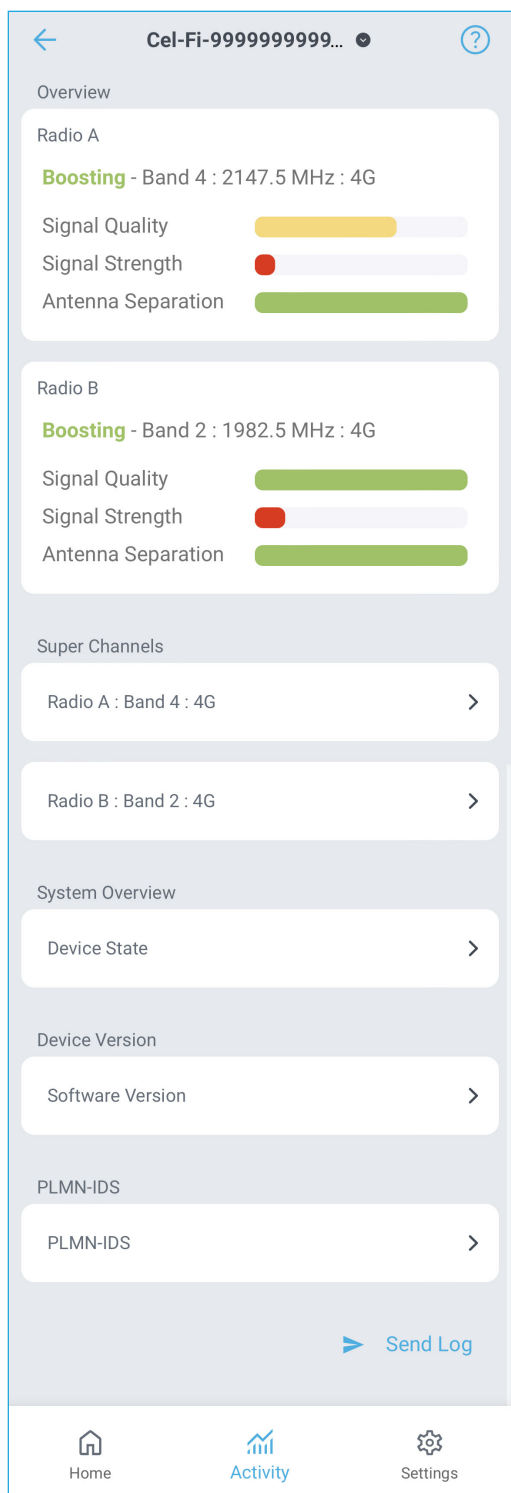 Cel-Fi-9999999999...
Overview
Radio A
Boosting - Band 4 : 2147.5 MHz : 4G
Signal Quality
Signal Strength
Antenna Separation
Radio B
Boosting - Band 2 : 1982.5 MHz : 4G
Signal Quality
Signal Strength
Antenna Separation
Super Channels
Radio A : Band 4 : 4G
Radio B : Band 2 : 4G
System Overview
Device State
Device Version
Software Version
PLMN-IDS
PLMN-IDS
Send Log
Home Activity Settings